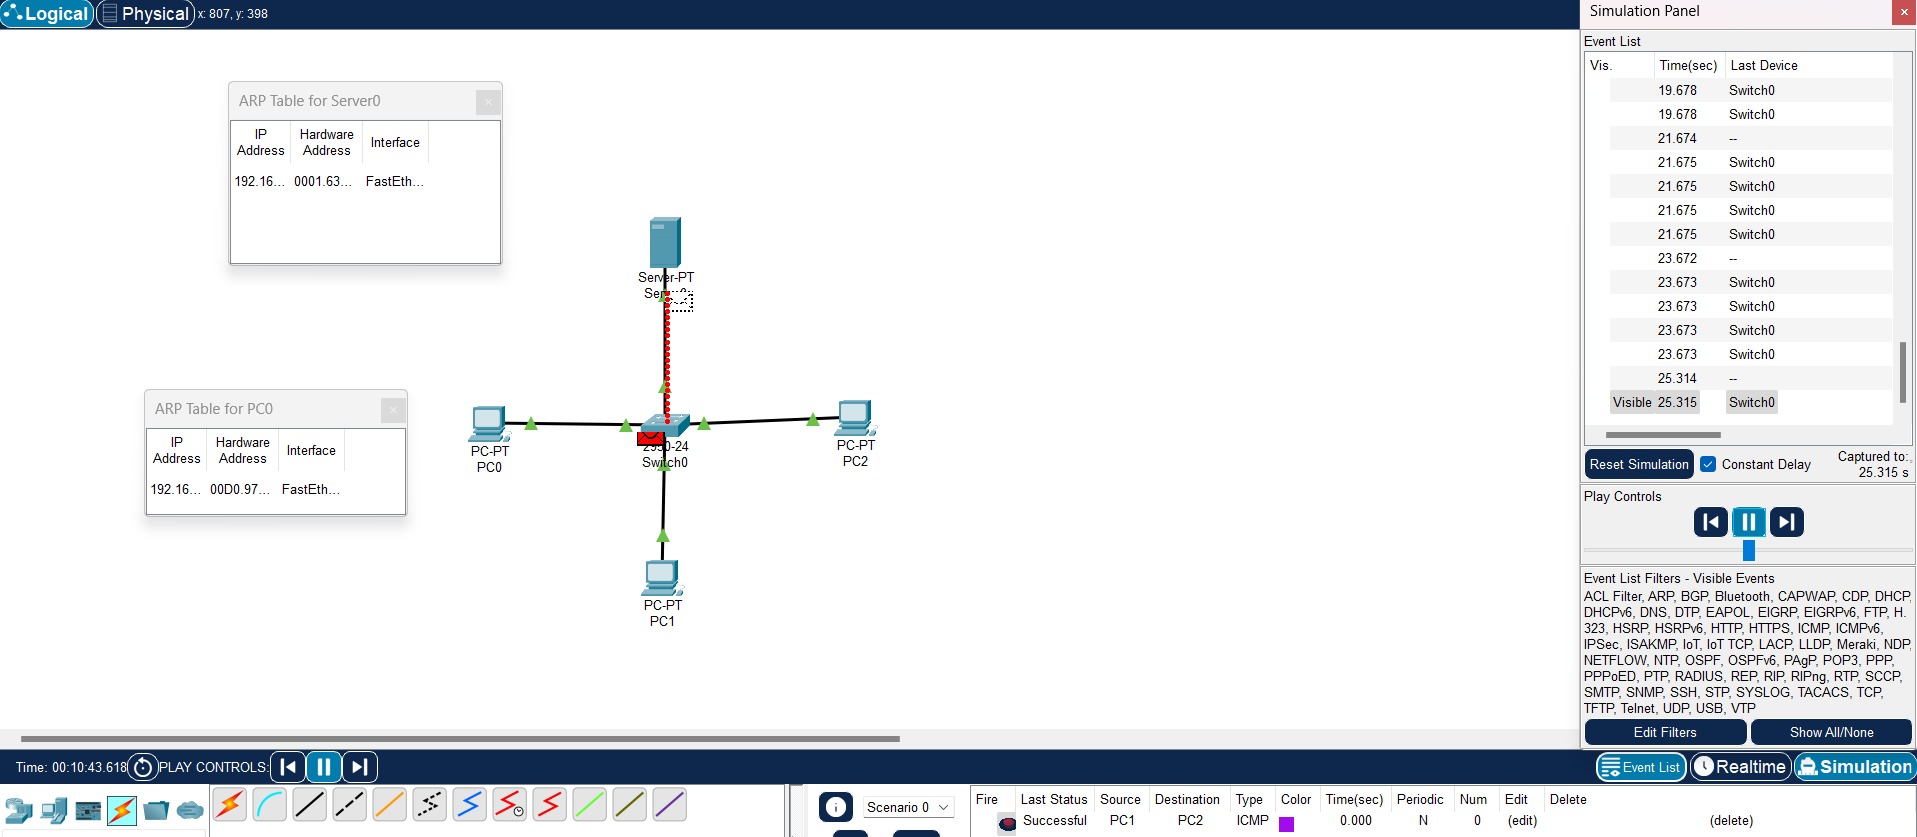 Logical Physical x: 807, y: 398
Simulation Panel
Event List
Vis. Time(sec) Last Device
19.678 Switch0
19.678 Switch0
21.674 --
21.675 Switch0
21.675 Switch0
21.675 Switch0
21.675 Switch0
23.672 --
23.673 Switch0
23.673 Switch0
23.673 Switch0
23.673 Switch0
25.314 --
Visible 25.315 Switch0
Reset Simulation Constant Delay Captured to:
25.315 s
Play Controls
Event List Filters - Visible Events
ACL Filter, ARP, BGP, Bluetooth, CAPWAP, CDP, DHCP,
DHCPv6, DNS, DTP, EAPOL, EIGRP, EIGRPv6, FTP, H.
323, HSRP, HSRPv6, HTTP, HTTPS, ICMP, ICMPv6,
IPSec, ISAKMP, IoT, IoT TCP, LACP, LLDP, Meraki, NDP,
NETFLOW, NTP, OSPF, OSPFv6, PAgP, POP3, PPP,
PPPoED, PTP, RADIUS, REP, RIP, RIPng, RTP, SCCP,
SMTP, SNMP, SSH, STP, SYSLOG, TACACS, TCP,
TFTP, Telnet, UDP, USB, VTP
Edit Filters Show All/None
ARP Table for Server0
IP Address Hardware Address Interface
192.16... 0001.63... FastEth...
Server-PT
ARP Table for PC0
IP Address Hardware Address Interface
192.16... 00D0.97... FastEth...
PC-PT
PC0
2950-24
Switch0
PC-PT
PC2
PC-PT
PC1
Time: 00:10:43.618 PLAY CONTROLS:
Event List Realtime Simulation
Scenario 0
Fire Last Status Source Destination Type Color Time(sec) Periodic Num Edit Delete
Successful PC1 PC2 ICMP 0.000 N 0 (edit) (delete)